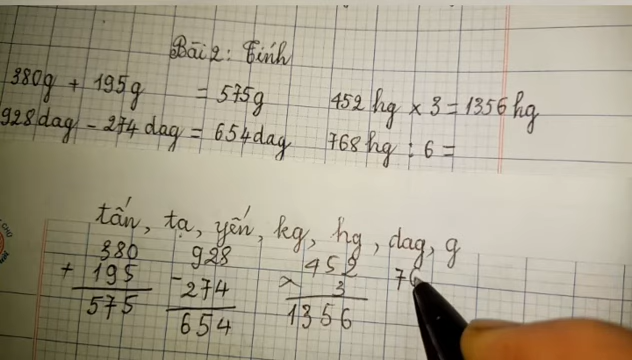 Bài 2: Tính
380g + 195g = 575g
452 hg × 3 = 1356 hg
928 dag - 274 dag = 654 dag
768 hg : 6 =
tấn, tạ, yến, kg, hg, dag, g
380
+ 195
575
928
- 274
654
452
× 3
1356
76